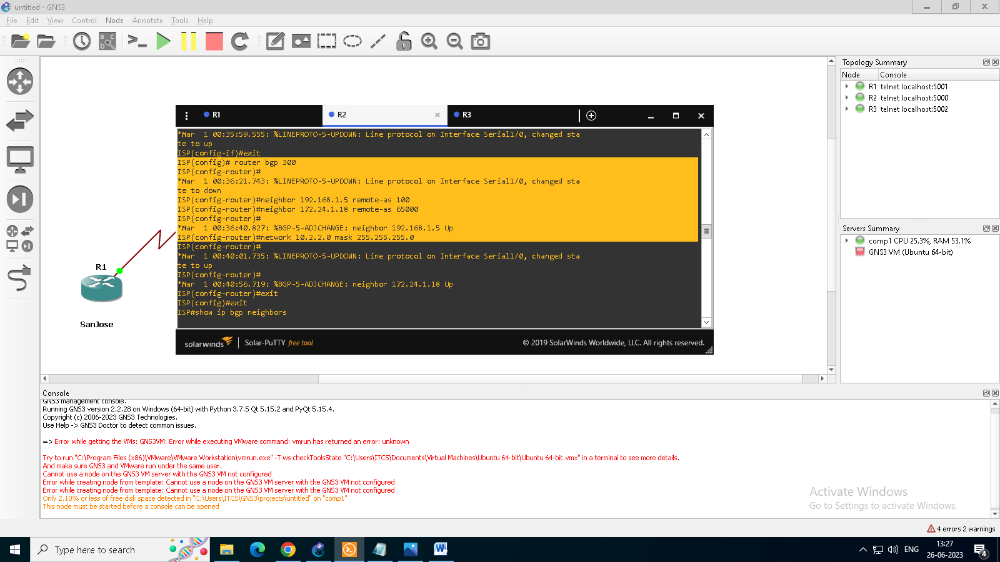 untitled - GNS3
File Edit View Control Node Annotate Tools Help
Topology Summary
Node Console
R1 telnet localhost:5001
R2 telnet localhost:5000
R3 telnet localhost:5002
R1 R2 R3
*Mar  1 00:35:59.555: %LINEPROTO-5-UPDOWN: Line protocol on Interface Serial1/0, changed sta
te to up
ISP(config-if)#exit
ISP(config)# router bgp 300
ISP(config-router)#
*Mar  1 00:36:21.743: %LINEPROTO-5-UPDOWN: Line protocol on Interface Serial1/0, changed sta
te to down
ISP(config-router)#neighbor 192.168.1.5 remote-as 100
ISP(config-router)#neighbor 172.24.1.18 remote-as 65000
ISP(config-router)#
*Mar  1 00:36:40.827: %BGP-5-ADJCHANGE: neighbor 192.168.1.5 Up
ISP(config-router)#network 10.2.2.0 mask 255.255.255.0
ISP(config-router)#
*Mar  1 00:40:01.735: %LINEPROTO-5-UPDOWN: Line protocol on Interface Serial1/0, changed sta
te to up
ISP(config-router)#
*Mar  1 00:40:56.719: %BGP-5-ADJCHANGE: neighbor 172.24.1.18 Up
ISP(config-router)#exit
ISP(config)#exit
ISP#show ip bgp neighbors
solarwinds Solar-PuTTY free tool © 2019 SolarWinds Worldwide, LLC. All rights reserved.
R1
SanJose
Servers Summary
comp1 CPU 25.3%, RAM 53.1%
GNS3 VM (Ubuntu 64-bit)
Console
GNS3 management console.
Running GNS3 version 2.2.28 on Windows (64-bit) with Python 3.7.5 Qt 5.15.2 and PyQt 5.15.4.
Copyright (c) 2006-2023 GNS3 Technologies.
Use Help -> GNS3 Doctor to detect common issues.
=> Error while getting the VMs: GNS3VM: Error while executing VMware command: vmrun has returned an error: unknown
Try to run "C:\Program Files (x86)\VMware\VMware Workstation\vmrun.exe" -T ws checkToolsState "C:\Users\ITCS\Documents\Virtual Machines\Ubuntu 64-bit\Ubuntu 64-bit.vmx" in a terminal to see more details.
And make sure GNS3 and VMware run under the same user.
Cannot use a node on the GNS3 VM server with the GNS3 VM not configured
Error while creating node from template: Cannot use a node on the GNS3 VM server with the GNS3 VM not configured
Error while creating node from template: Cannot use a node on the GNS3 VM server with the GNS3 VM not configured
Only 2.10% or less of free disk space detected in "C:\Users\ITCS\GNS3\projects\untitled" on "comp1"
This node must be started before a console can be opened
Activate Windows
Go to Settings to activate Windows.
4 errors 2 warnings
Type here to search
ENG
13:27
26-06-2023
4